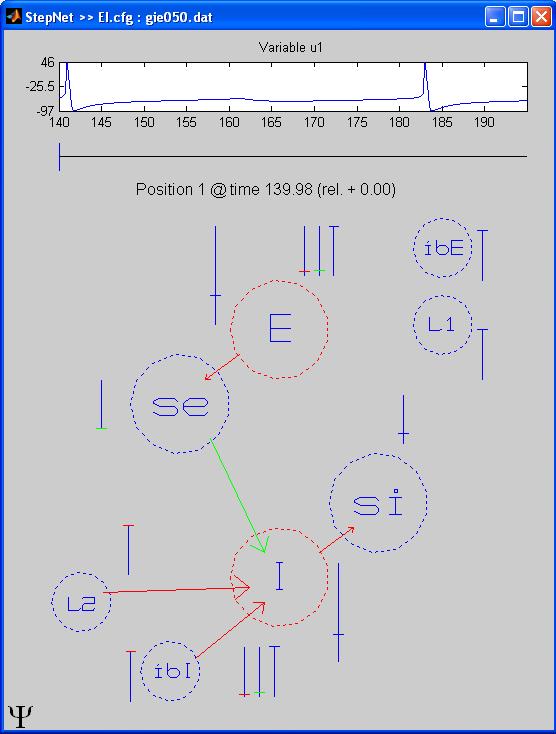 StepNet >> EI.cfg : gie050.dat
Variable u1
46
-25.5
-97
140 145 150 155 160 165 170 175 180 185 190
Position 1 @ time 139.98 (rel. + 0.00)
ibE
E
L1
se
si
I
L2
ibI
Ψ